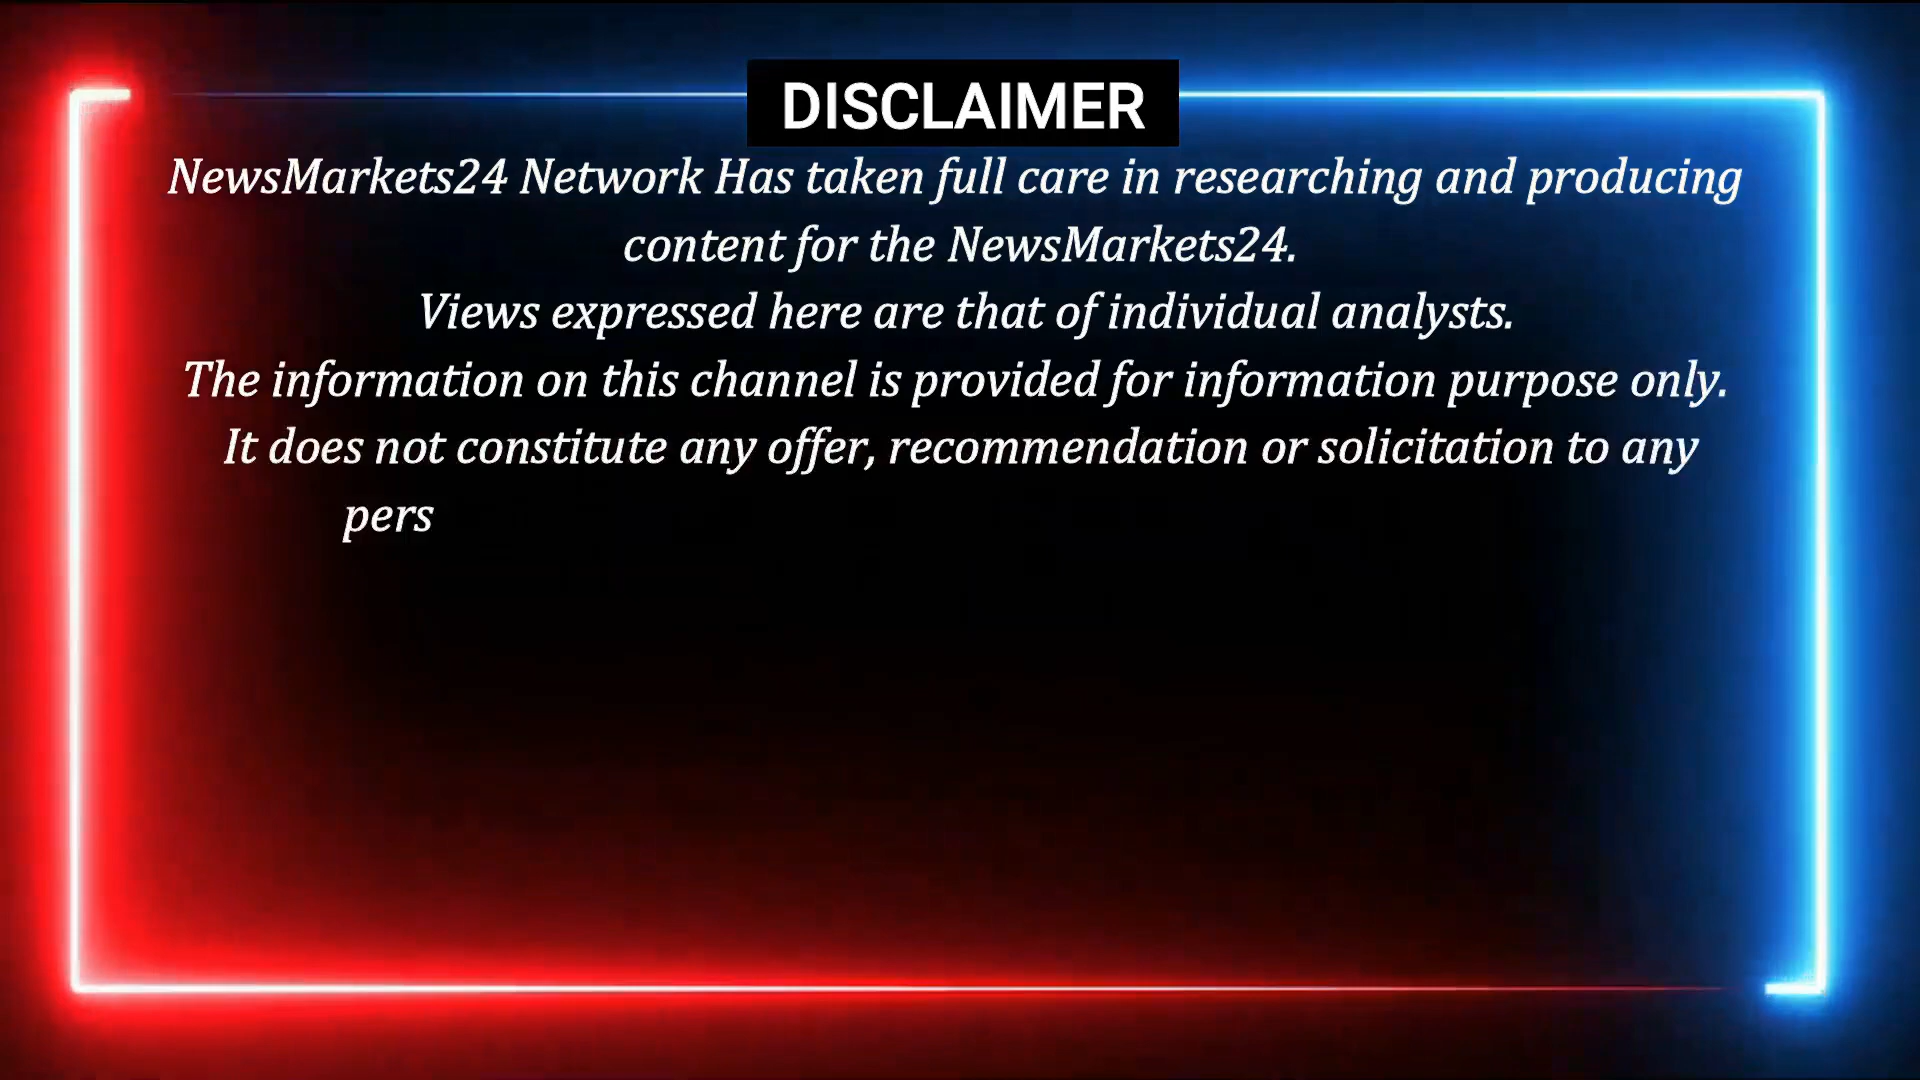 DISCLAIMER
NewsMarkets24 Network Has taken full care in researching and producing
content for the NewsMarkets24.
Views expressed here are that of individual analysts.
The information on this channel is provided for information purpose only.
It does not constitute any offer, recommendation or solicitation to any
pers